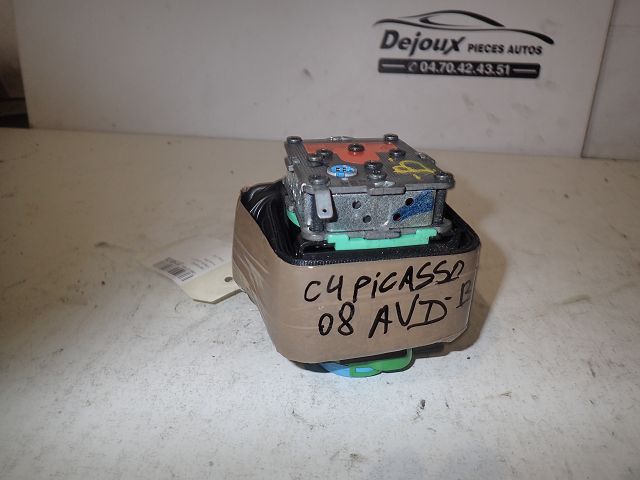 Dejoux PIECES AUTOS
04.70.42.43.51
C4 PiCASSO
08 AVD-